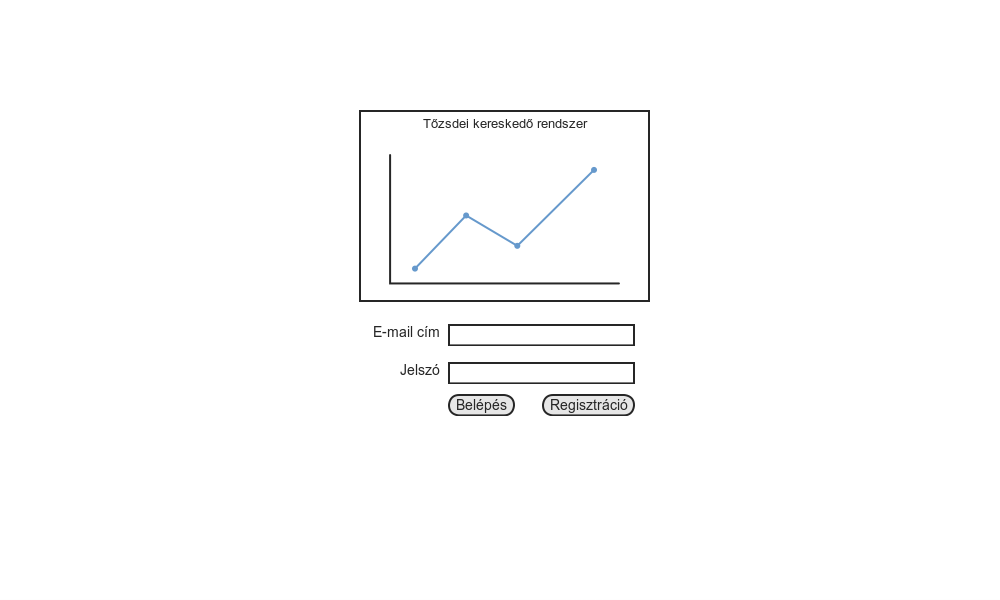 Tőzsdei kereskedő rendszer
E-mail cím
Jelszó
Belépés Regisztráció